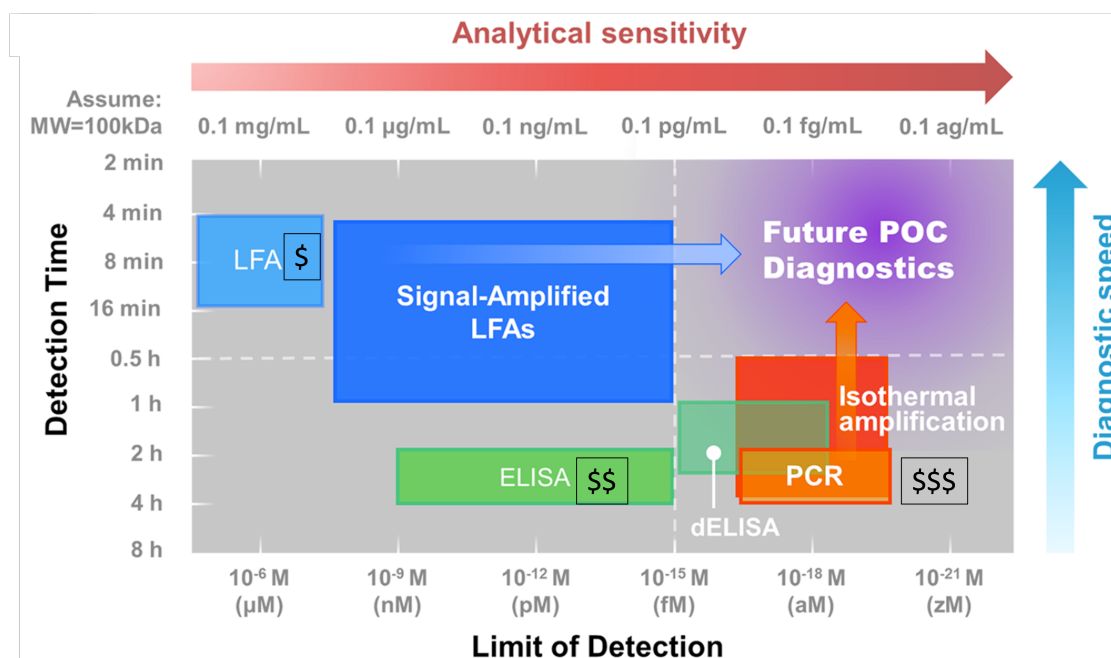 Analytical sensitivity
Assume:
MW=100kDa
0.1 mg/mL 0.1 µg/mL 0.1 ng/mL 0.1 pg/mL 0.1 fg/mL 0.1 ag/mL
Detection Time
2 min
4 min
8 min
16 min
0.5 h
1 h
2 h
4 h
8 h
LFA $
Signal-Amplified
LFAs
Future POC
Diagnostics
Isothermal
amplification
ELISA $$
dELISA
PCR $$$
Diagnostic speed
10⁻⁶ M 10⁻⁹ M 10⁻¹² M 10⁻¹⁵ M 10⁻¹⁸ M 10⁻²¹ M
(µM) (nM) (pM) (fM) (aM) (zM)
Limit of Detection